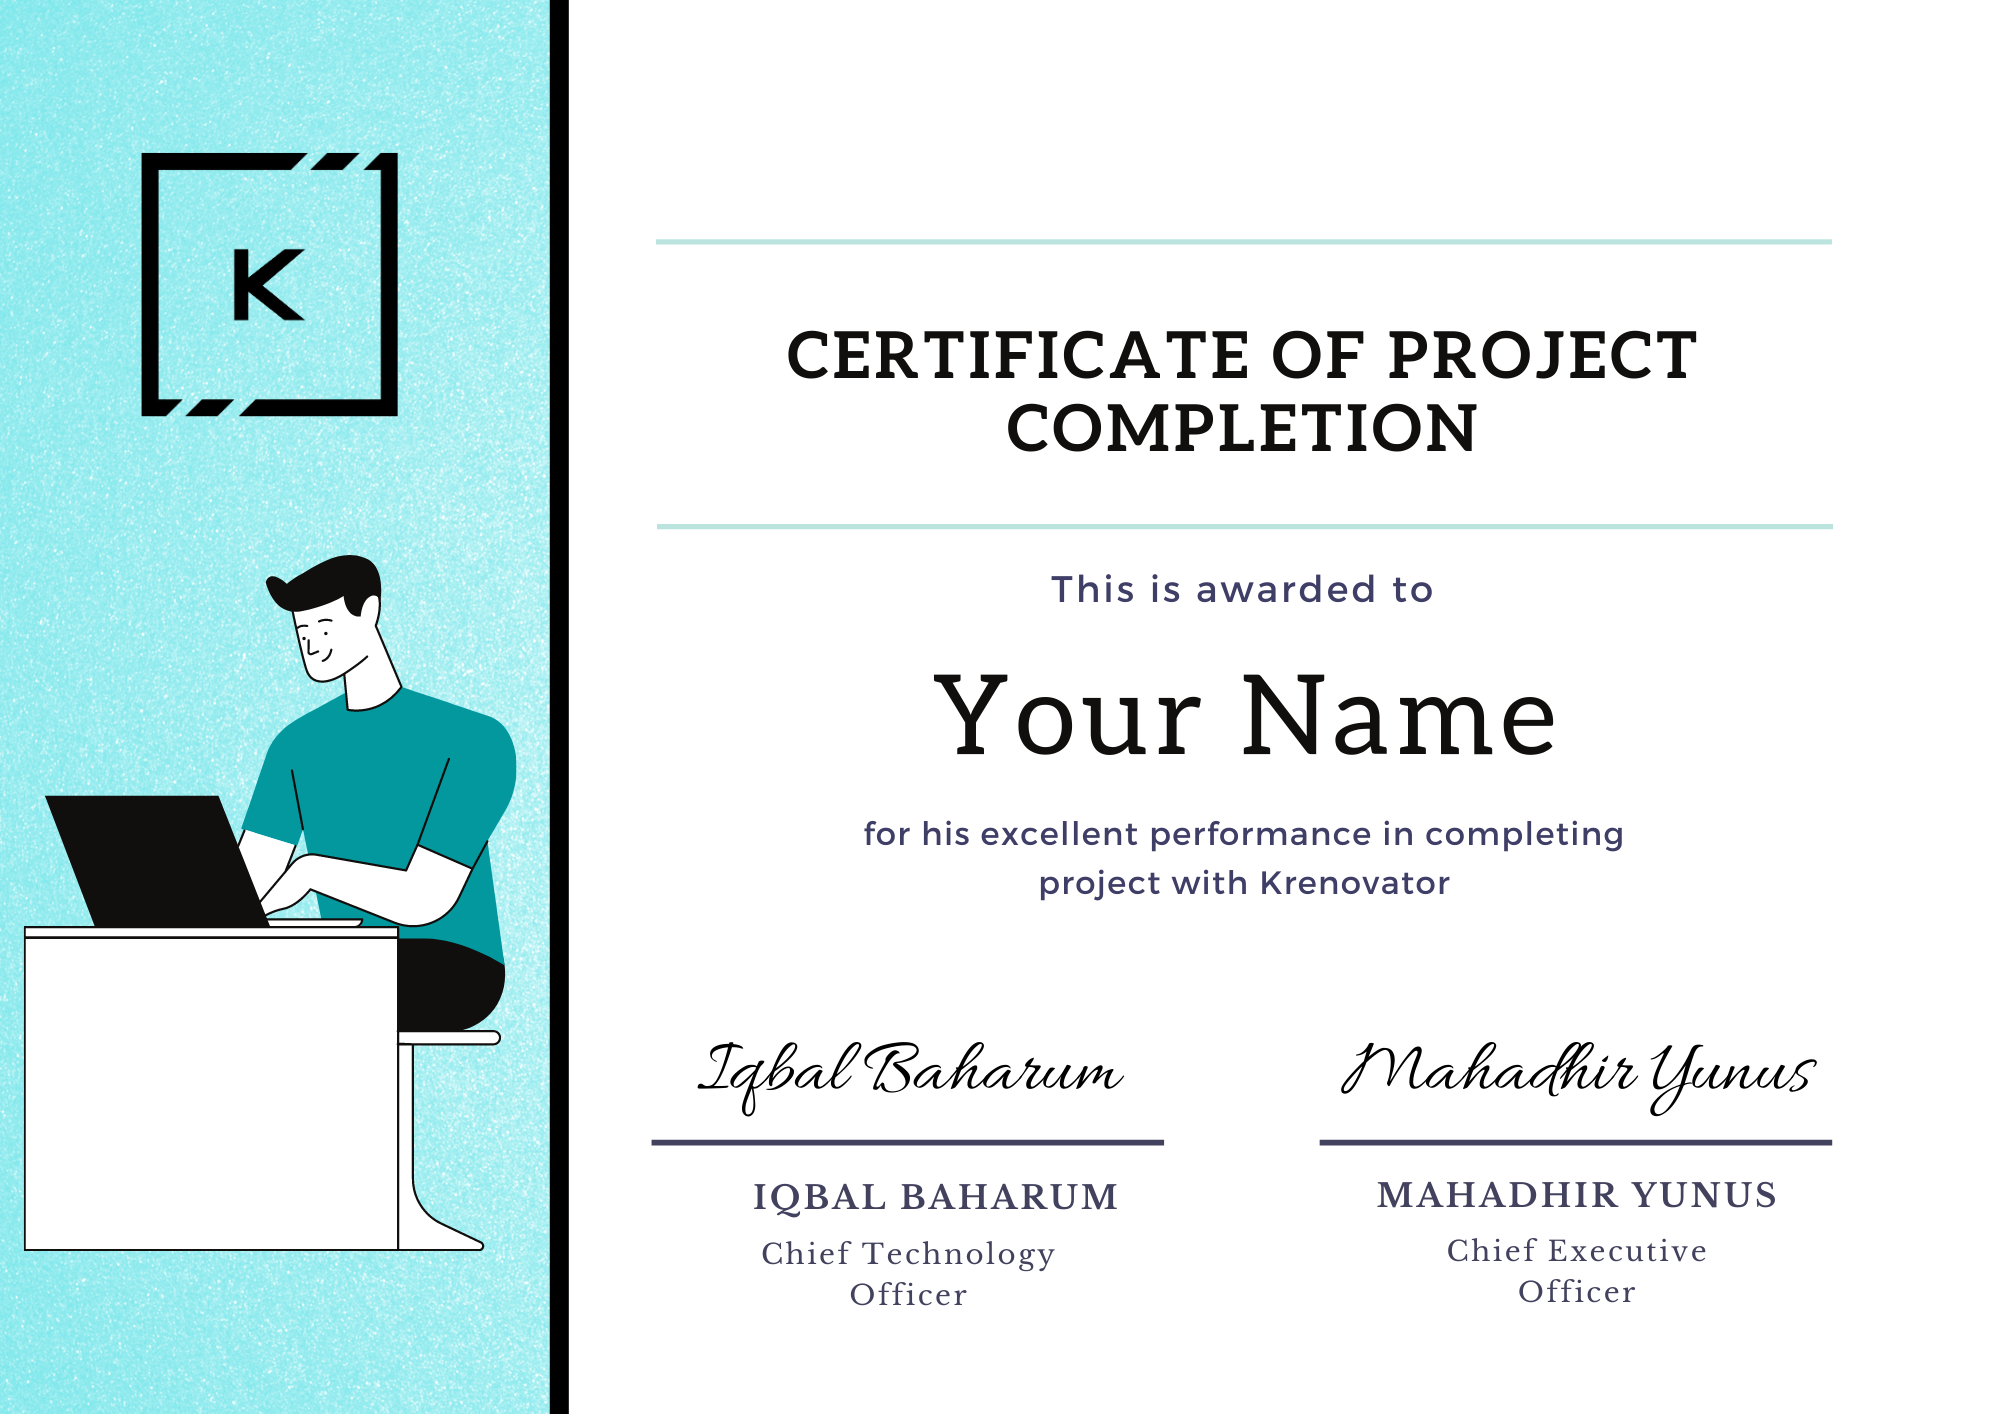 K
CERTIFICATE OF PROJECT
COMPLETION
This is awarded to
Your Name
for his excellent performance in completing
project with Krenovator
Iqbal Baharum
IQBAL BAHARUM
Chief Technology
Officer
Mahadhir Yunus
MAHADHIR YUNUS
Chief Executive
Officer